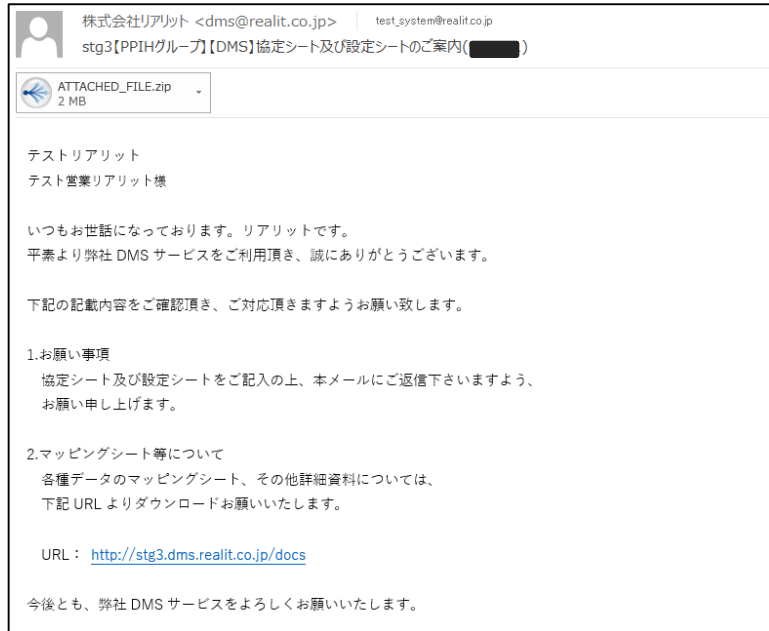 株式会社リアリット <dms@realit.co.jp> test_system@realit.co.jp
stg3【PPIHグループ】【DMS】協定シート及び設定シートのご案内( )
ATTACHED_FILE.zip
2 MB
テストリアリット
テスト営業リアリット様
いつもお世話になっております。リアリットです。
平素より弊社 DMS サービスをご利用頂き、誠にありがとうございます。
下記の記載内容をご確認頂き、ご対応頂きますようお願い致します。
1.お願い事項
協定シート及び設定シートをご記入の上、本メールにご返信下さいますよう、
お願い申し上げます。
2.マッピングシート等について
各種データのマッピングシート、その他詳細資料については、
下記 URL よりダウンロードお願いいたします。
URL： http://stg3.dms.realit.co.jp/docs
今後とも、弊社 DMS サービスをよろしくお願いいたします。